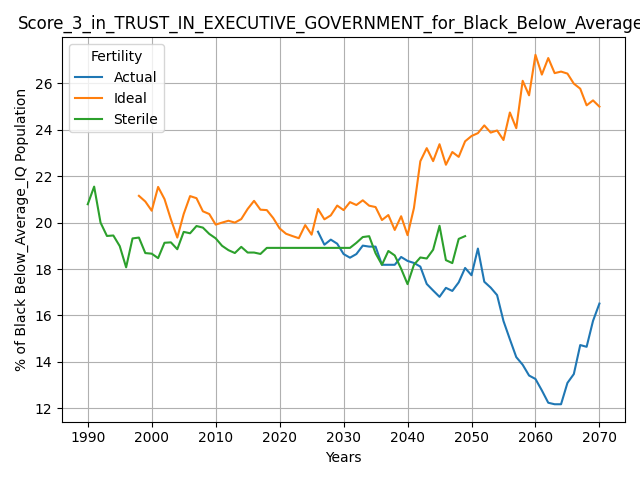 Score_3_in_TRUST_IN_EXECUTIVE_GOVERNMENT_for_Black_Below_Average
Fertility
Actual
Ideal
Sterile
% of Black Below_Average_IQ Population
26
24
22
20
18
16
14
12
1990 2000 2010 2020 2030 2040 2050 2060 2070
Years